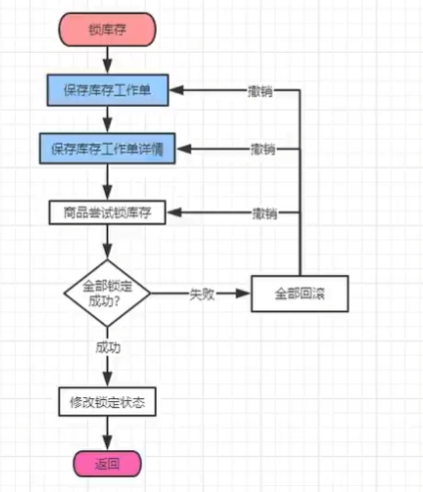 锁库存
保存库存工作单
撤销
保存库存工作单详情
撤销
商品尝试锁库存
撤销
全部锁定
成功?
失败
全部回滚
成功
修改锁定状态
返回